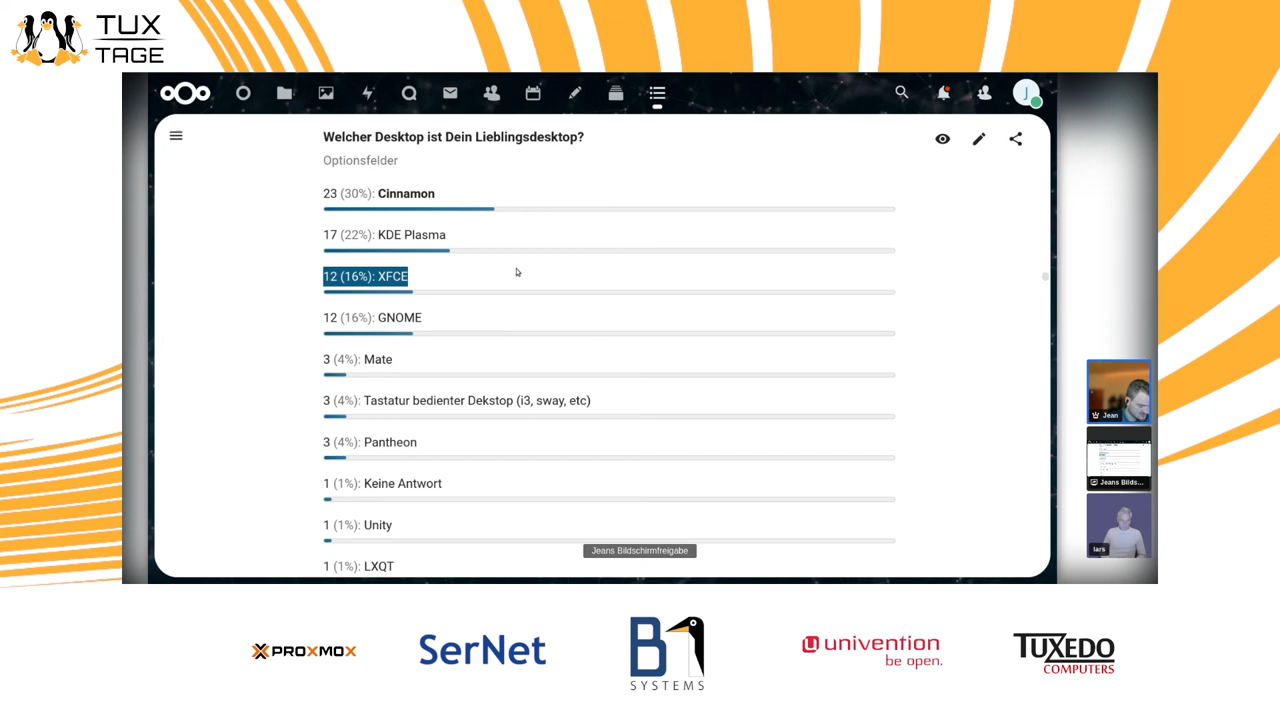 TUX
TAGE
J
Welcher Desktop ist Dein Lieblingsdesktop?
Optionsfelder
23 (30%): Cinnamon
17 (22%): KDE Plasma
12 (16%): XFCE
12 (16%): GNOME
3 (4%): Mate
3 (4%): Tastatur bedienter Dekstop (i3, sway, etc)
3 (4%): Pantheon
1 (1%): Keine Antwort
1 (1%): Unity
1 (1%): LXQT
Jeans Bildschirmfreigabe
Jean
Jeans Bilds...
lars
PROXMOX
SerNet
B1
SYSTEMS
univention
be open.
TUXEDO
COMPUTERS